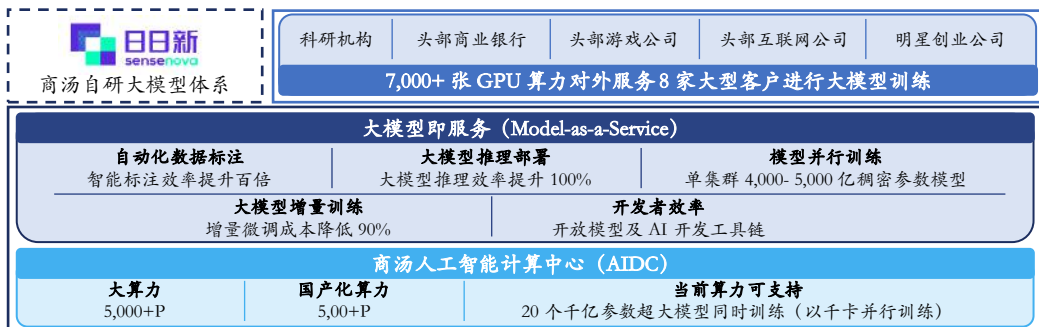 日日新
sensenova
商汤自研大模型体系
科研机构 头部商业银行 头部游戏公司 头部互联网公司 明星创业公司
7,000+ 张 GPU 算力对外服务 8 家大型客户进行大模型训练
大模型即服务（Model-as-a-Service）
自动化数据标注 大模型推理部署 模型并行训练
智能标注效率提升百倍 大模型推理效率提升 100% 单集群 4,000- 5,000 亿稠密参数模型
大模型增量训练 开发者效率
增量微调成本降低 90% 开放模型及 AI 开发工具链
商汤人工智能计算中心（AIDC）
大算力 国产化算力 当前算力可支持
5,000+P 5,00+P 20 个千亿参数超大模型同时训练（以千卡并行训练）